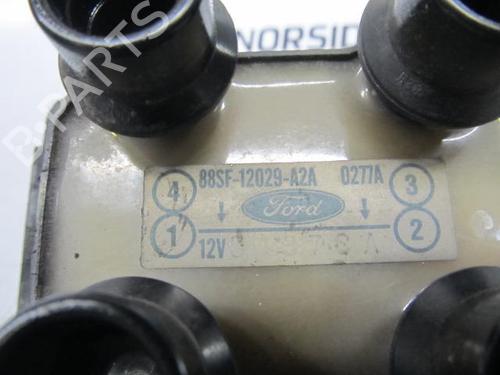 NORSID
B-PARTS
88SF-12029-A2A 0277A
4 3
Ford
1 2
12V